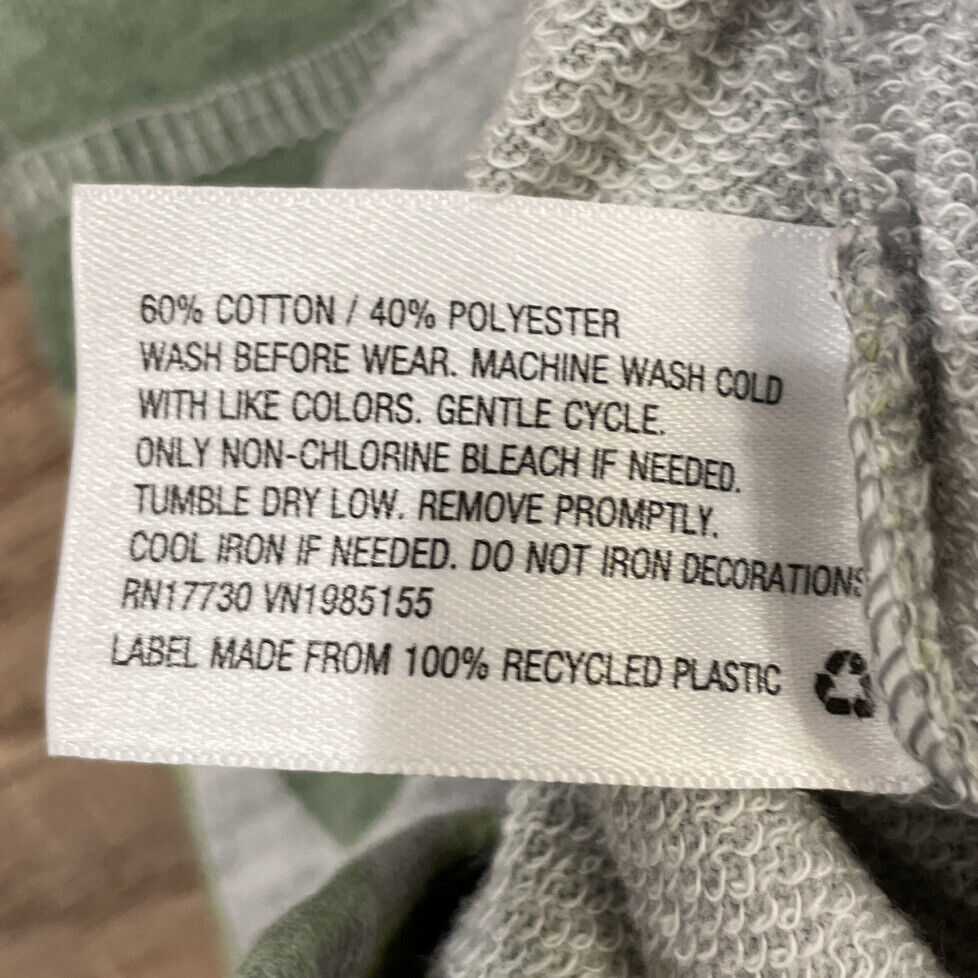 60% COTTON / 40% POLYESTER
WASH BEFORE WEAR. MACHINE WASH COLD
WITH LIKE COLORS. GENTLE CYCLE.
ONLY NON-CHLORINE BLEACH IF NEEDED.
TUMBLE DRY LOW. REMOVE PROMPTLY.
COOL IRON IF NEEDED. DO NOT IRON DECORATIONS
RN17730 VN1985155
LABEL MADE FROM 100% RECYCLED PLASTIC